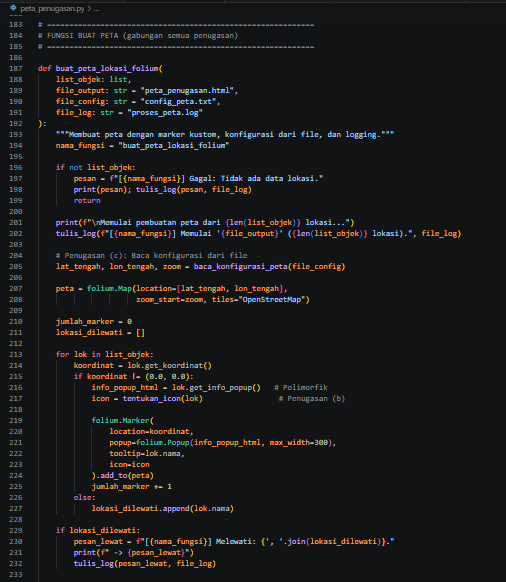 peta_penugasan.py > ...
183 # ============================================================
184 # FUNGSI BUAT PETA (gabungan semua penugasan)
185 # ============================================================
186
187 def buat_peta_lokasi_folium(
188     list_objek: list,
189     file_output: str = "peta_penugasan.html",
190     file_config: str = "config_peta.txt",
191     file_log: str = "proses_peta.log"
192 ):
193     """Membuat peta dengan marker kustom, konfigurasi dari file, dan logging."""
194     nama_fungsi = "buat_peta_lokasi_folium"
195
196     if not list_objek:
197         pesan = f"[{nama_fungsi}] Gagal: Tidak ada data lokasi."
198         print(pesan); tulis_log(pesan, file_log)
199         return
200
201     print(f"\nMemulai pembuatan peta dari {len(list_objek)} lokasi...")
202     tulis_log(f"[{nama_fungsi}] Memulai '{file_output}' ({len(list_objek)} lokasi).", file_log)
203
204     # Penugasan (c): Baca konfigurasi dari file
205     lat_tengah, lon_tengah, zoom = baca_konfigurasi_peta(file_config)
206
207     peta = folium.Map(location=[lat_tengah, lon_tengah],
208                       zoom_start=zoom, tiles="OpenStreetMap")
209
210     jumlah_marker = 0
211     lokasi_dilewati = []
212
213     for lok in list_objek:
214         koordinat = lok.get_koordinat()
215         if koordinat != (0.0, 0.0):
216             info_popup_html = lok.get_info_popup()   # Polimorfik
217             icon = tentukan_icon(lok)                 # Penugasan (b)
218
219             folium.Marker(
220                 location=koordinat,
221                 popup=folium.Popup(info_popup_html, max_width=300),
222                 tooltip=lok.nama,
223                 icon=icon
224             ).add_to(peta)
225             jumlah_marker += 1
226         else:
227             lokasi_dilewati.append(lok.nama)
228
229     if lokasi_dilewati:
230         pesan_lewat = f"[{nama_fungsi}] Melewati: {', '.join(lokasi_dilewati)}."
231         print(f" -> {pesan_lewat}")
232         tulis_log(pesan_lewat, file_log)
233